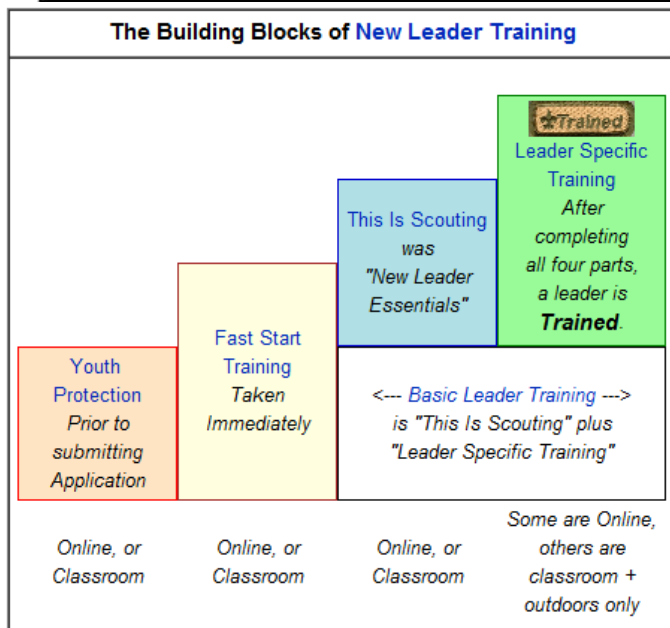 The Building Blocks of New Leader Training
Trained
Leader Specific
Training
After
completing
all four parts,
a leader is
Trained.
This Is Scouting
was
"New Leader
Essentials"
Fast Start
Training
Taken
Immediately
Youth
Protection
Prior to
submitting
Application
<--- Basic Leader Training --->
is "This Is Scouting" plus
"Leader Specific Training"
Online, or
Classroom
Online, or
Classroom
Online, or
Classroom
Some are Online,
others are
classroom +
outdoors only